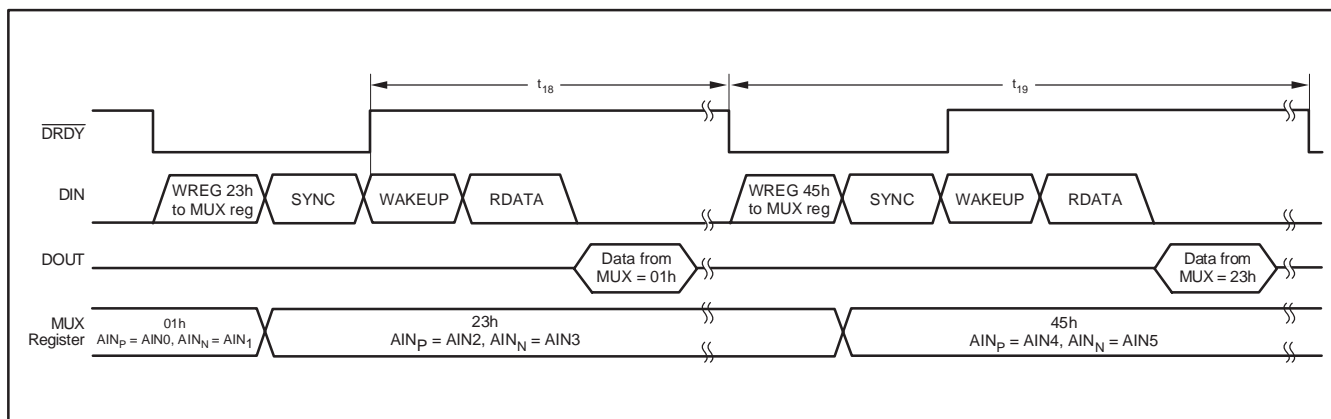 t18
t19
DRDY
DIN
WREG 23h
to MUX reg
SYNC
WAKEUP
RDATA
WREG 45h
to MUX reg
SYNC
WAKEUP
RDATA
DOUT
Data from
MUX = 01h
Data from
MUX = 23h
MUX
Register
01h
AINP = AIN0, AINN = AIN1
23h
AINP = AIN2, AINN = AIN3
45h
AINP = AIN4, AINN = AIN5